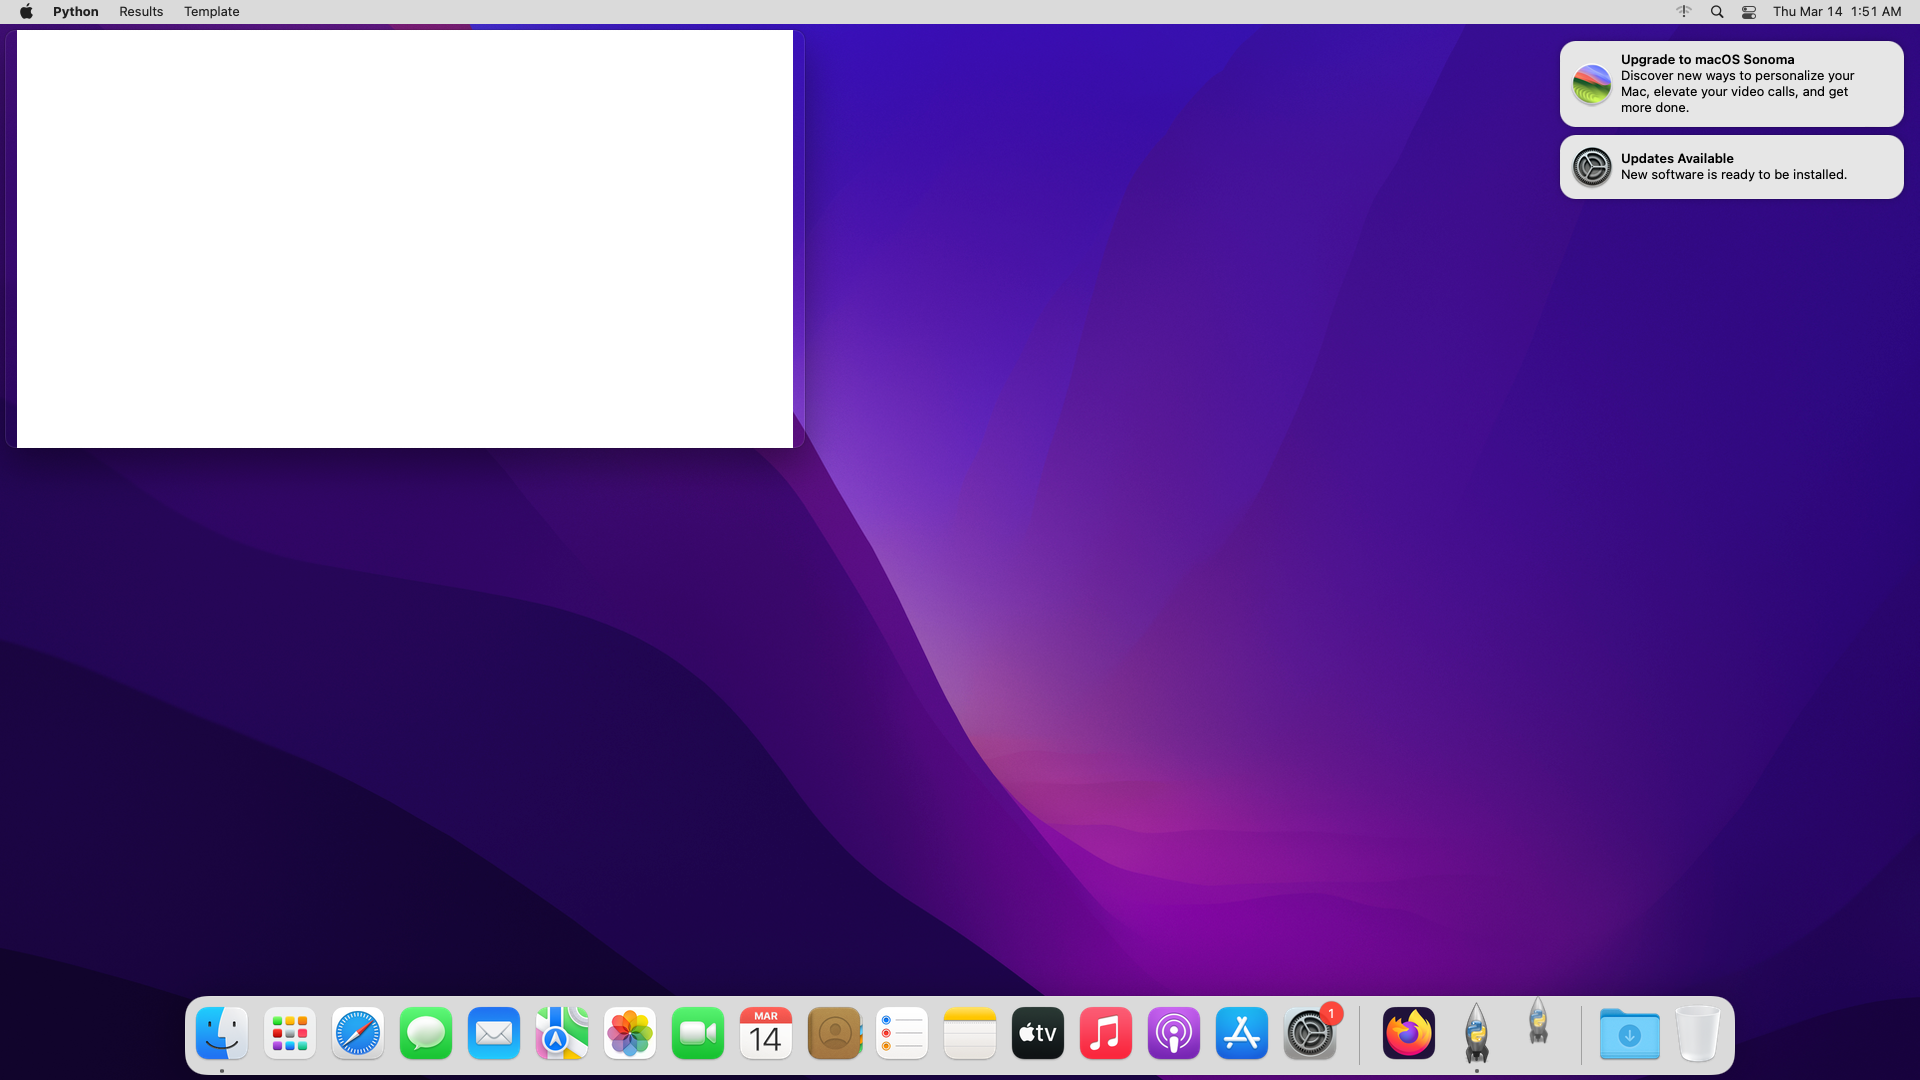 Python Results Template Thu Mar 14 1:51 AM
Upgrade to macOS Sonoma
Discover new ways to personalize your
Mac, elevate your video calls, and get
more done.
Updates Available
New software is ready to be installed.
MAR
14
tv
1